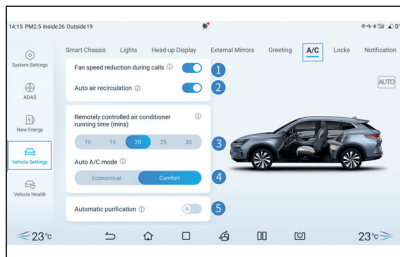 14:15 PM2.5 Inside26 Outside19
Smart Chassis Lights Head-up Display External Mirrors Greeting A/C Locks Notification
System Settings
ADAS
New Energy
Vehicle Settings
Vehicle Health
Fan speed reduction during calls
1
Auto air recirculation
2
AUTO
Remotely controlled air conditioner
running time (mins)
10 15 20 25 30
3
Auto A/C mode
Economical Comfort
4
Automatic purification
5
23°C
23°C